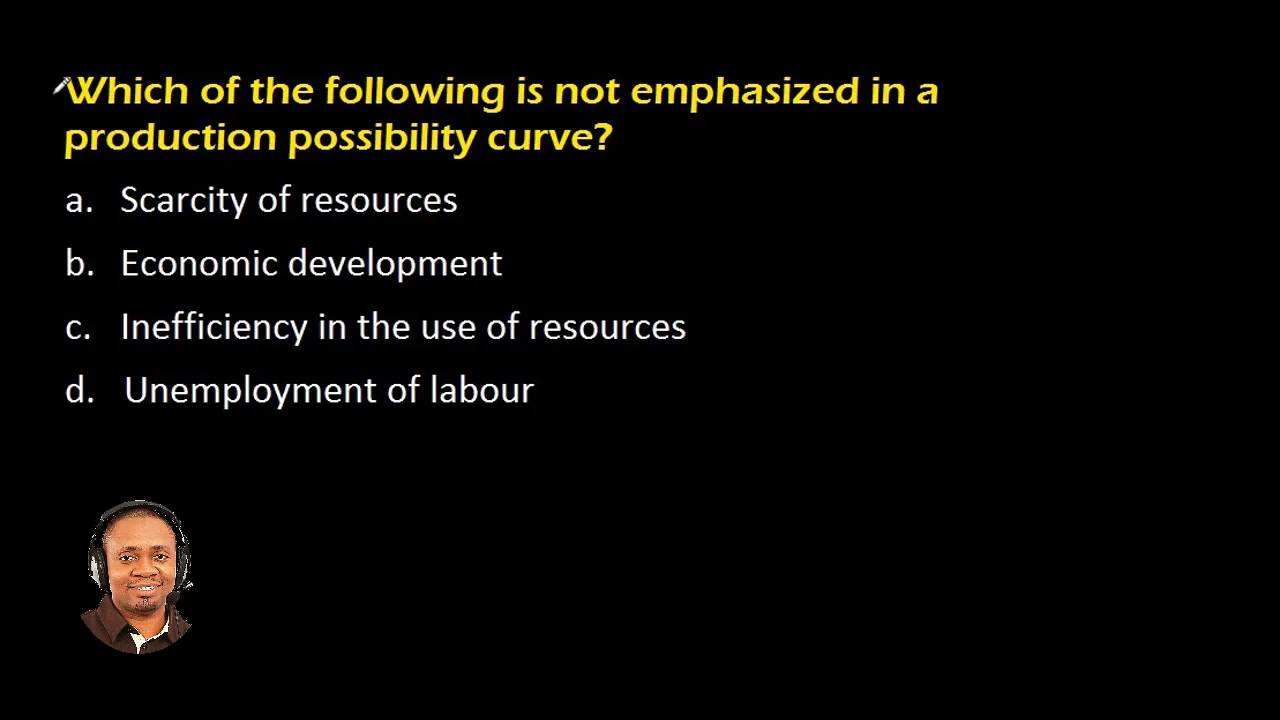 Which of the following is not emphasized in a
production possibility curve?
a. Scarcity of resources
b. Economic development
c. Inefficiency in the use of resources
d. Unemployment of labour